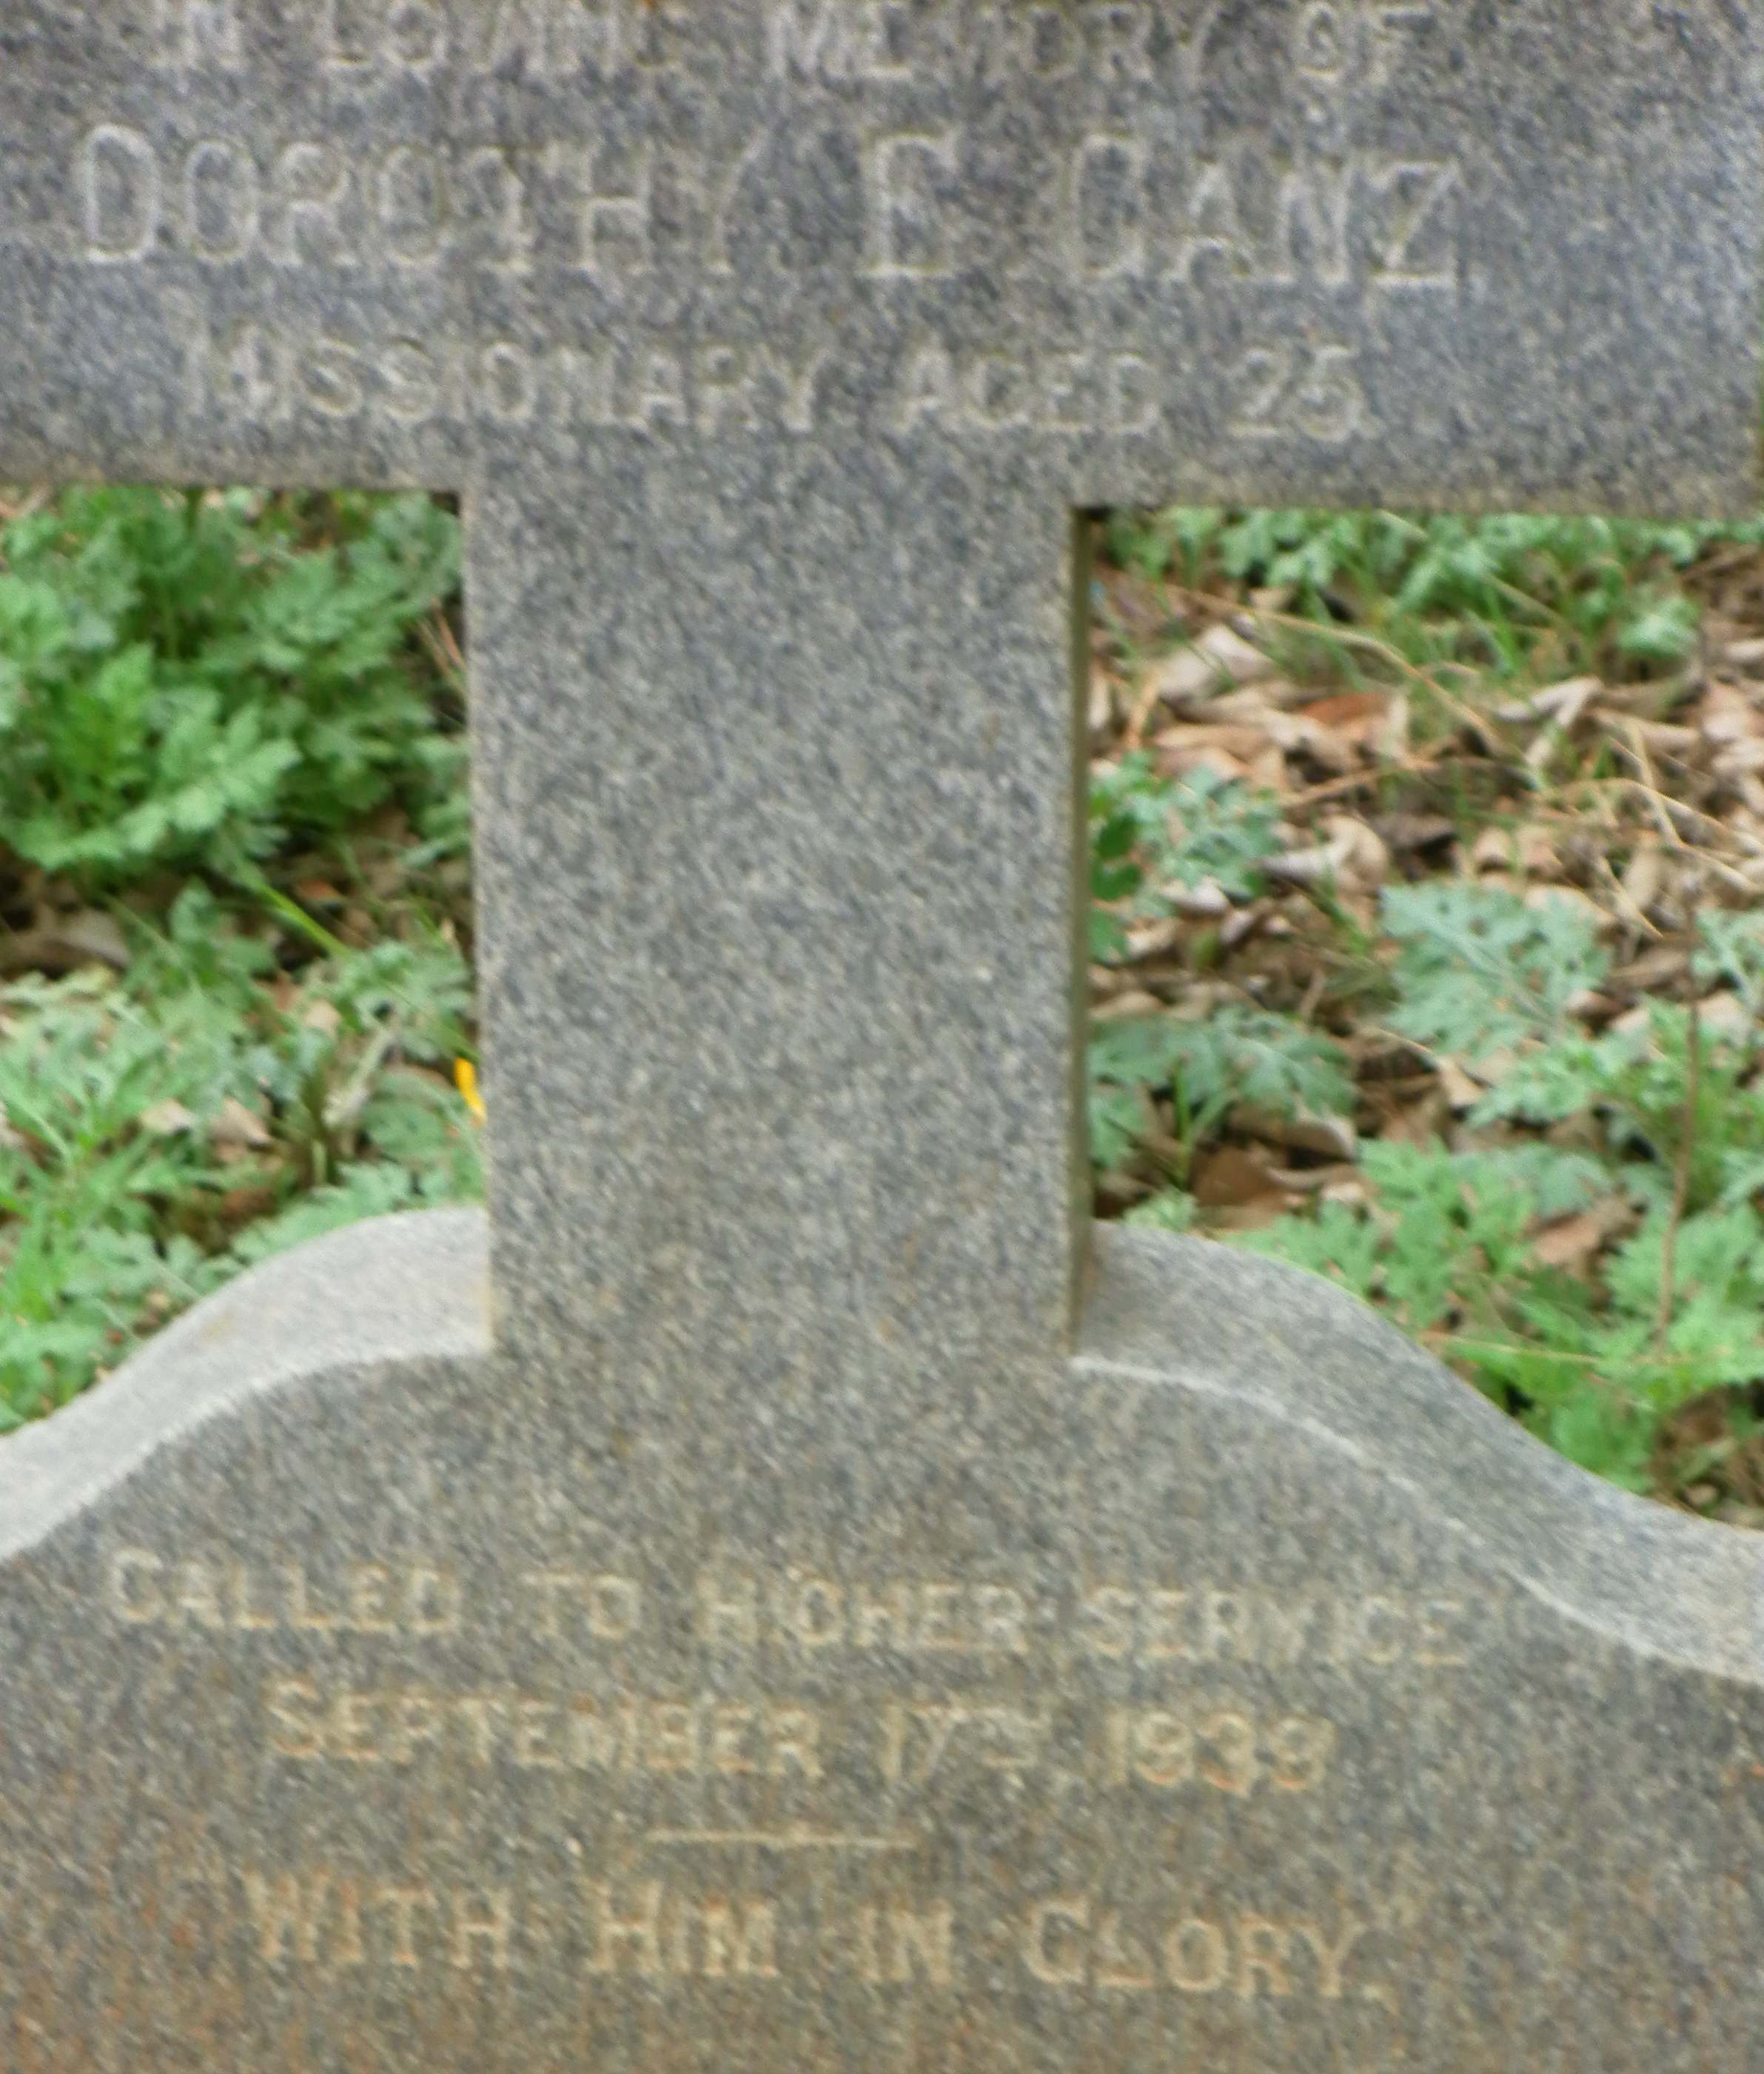 IN LOVING MEMORY OF
DOROTHY E. DANZ
MISSIONARY AGED 25.
CALLED TO HIGHER SERVICE
SEPTEMBER 17TH 1939
WITH HIM IN GLORY.